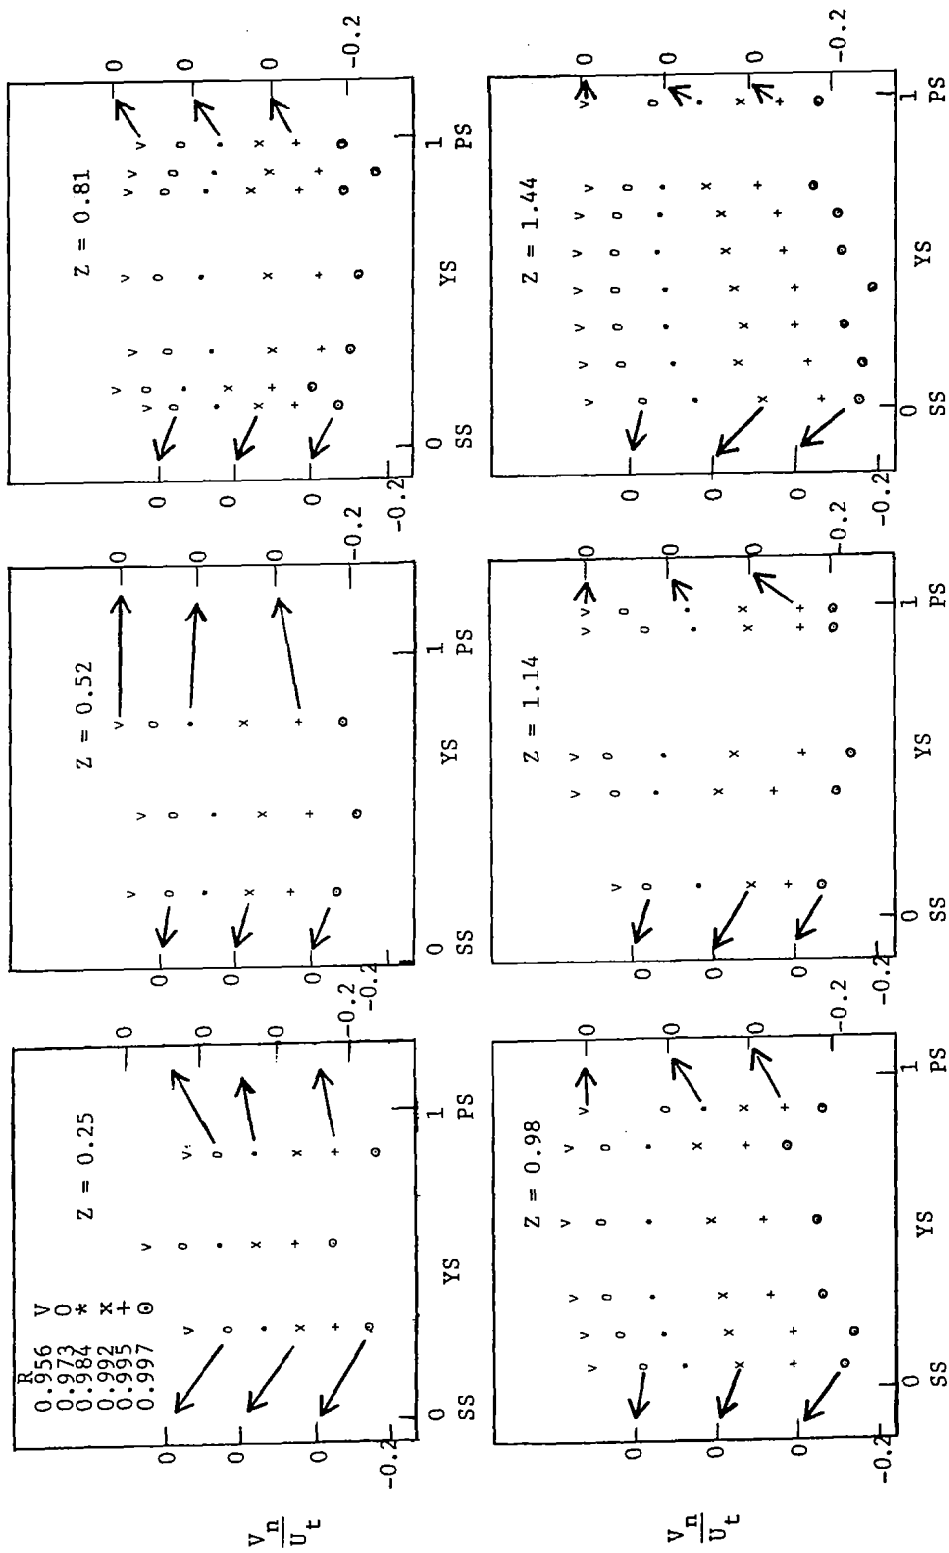 R
0.956 V
0.973 O
0.984 *
0.992 x
0.995 +
0.997 ⊙
Z = 0.25
V_n
U_t
0
0
0
-0.2
0
0
0
-0.2
0 1
SS YS PS
Z = 0.52
0
0
0
-0.2
0
0
0
-0.2
0 1
SS YS PS
Z = 0.81
0
0
0
-0.2
0
0
0
-0.2
0 1
SS YS PS
Z = 0.98
V_n
U_t
0
0
0
-0.2
0
0
0
-0.2
0 1
SS YS PS
Z = 1.14
0
0
0
-0.2
0
0
0
-0.2
0 1
SS YS PS
Z = 1.44
0
0
0
-0.2
0
0
0
-0.2
0 1
SS YS PS